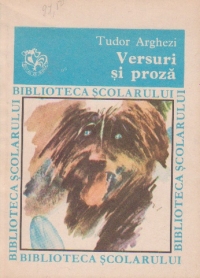 Tudor Arghezi
Versuri
și proză
BIBLIOTECA ȘCOLARULUI
BIBLIOTECA ȘCOLARULUI
BIBLIOTECA ȘCOLARULUI
BIBLIOTECA ȘCOLARULUI